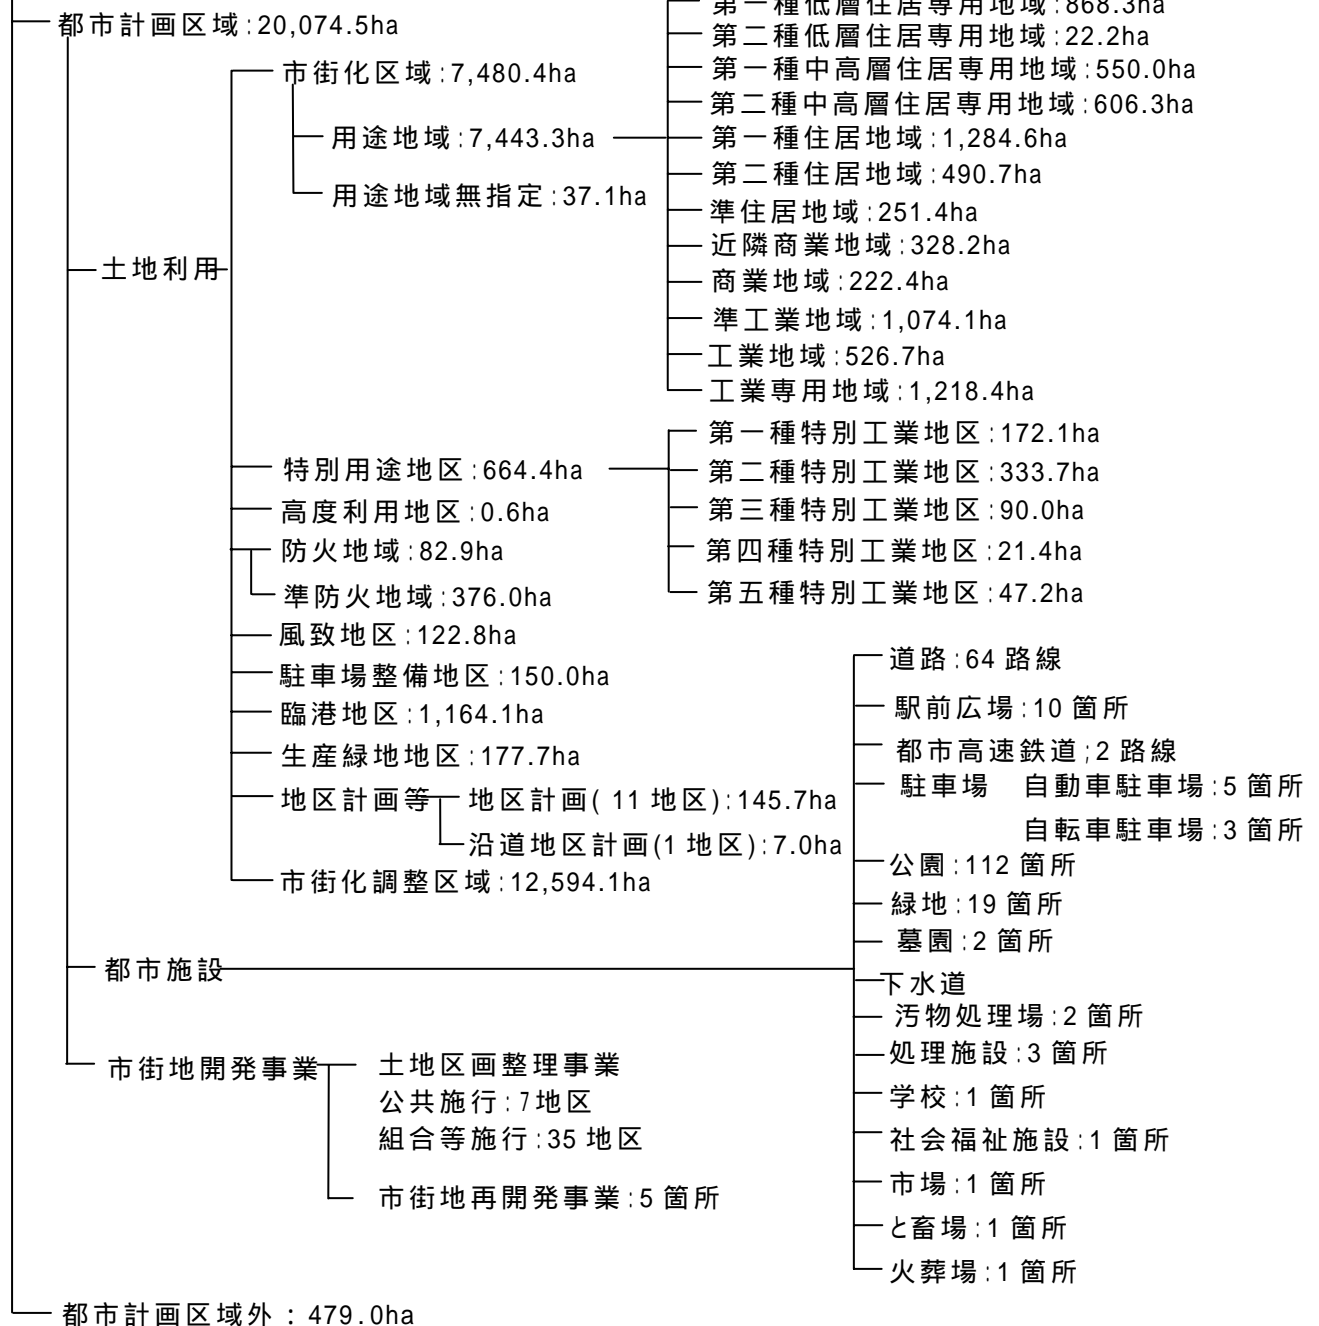 第一種低層住居専用地域:868.3ha
都市計画区域:20,074.5ha
第二種低層住居専用地域:22.2ha
市街化区域:7,480.4ha
第一種中高層住居専用地域:550.0ha
第二種中高層住居専用地域:606.3ha
用途地域:7,443.3ha
第一種住居地域:1,284.6ha
第二種住居地域:490.7ha
用途地域無指定:37.1ha
準住居地域:251.4ha
近隣商業地域:328.2ha
土地利用
商業地域:222.4ha
準工業地域:1,074.1ha
工業地域:526.7ha
工業専用地域:1,218.4ha
第一種特別工業地区:172.1ha
特別用途地区:664.4ha
第二種特別工業地区:333.7ha
高度利用地区:0.6ha
第三種特別工業地区:90.0ha
防火地域:82.9ha
第四種特別工業地区:21.4ha
準防火地域:376.0ha
第五種特別工業地区:47.2ha
風致地区:122.8ha
駐車場整備地区:150.0ha
臨港地区:1,164.1ha
生産緑地地区:177.7ha
地区計画等
地区計画( 11 地区):145.7ha
沿道地区計画(1 地区):7.0ha
市街化調整区域:12,594.1ha
都市施設
道路:64 路線
駅前広場:10 箇所
都市高速鉄道;2 路線
駐車場 自動車駐車場:5 箇所
自転車駐車場:3 箇所
公園:112 箇所
緑地:19 箇所
墓園:2 箇所
下水道
汚物処理場:2 箇所
処理施設:3 箇所
学校:1 箇所
社会福祉施設:1 箇所
市場:1 箇所
と畜場:1 箇所
火葬場:1 箇所
市街地開発事業
土地区画整理事業
公共施行:7地区
組合等施行:35 地区
市街地再開発事業:5 箇所
都市計画区域外:479.0ha